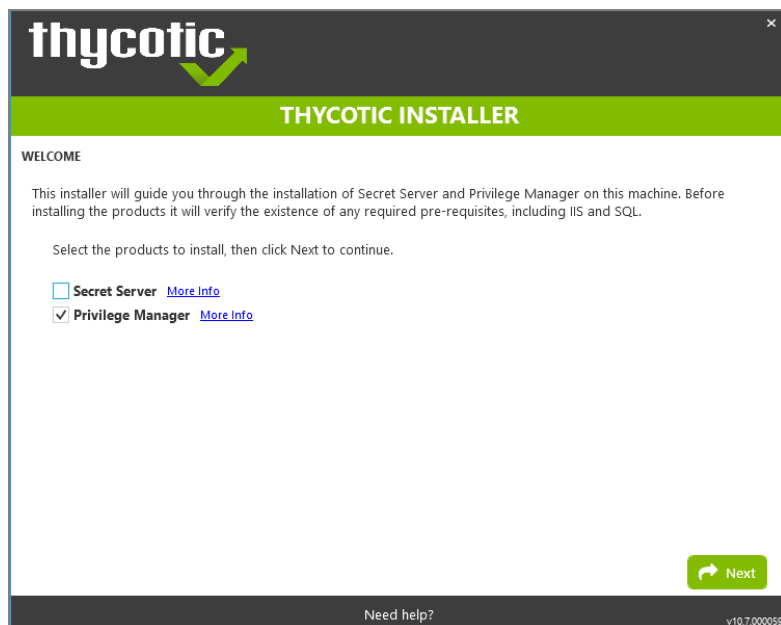 thycotic
×
THYCOTIC INSTALLER
WELCOME
This installer will guide you through the installation of Secret Server and Privilege Manager on this machine. Before
installing the products it will verify the existence of any required pre-requisites, including IIS and SQL.
Select the products to install, then click Next to continue.
Secret Server More Info
Privilege Manager More Info
Next
Need help?